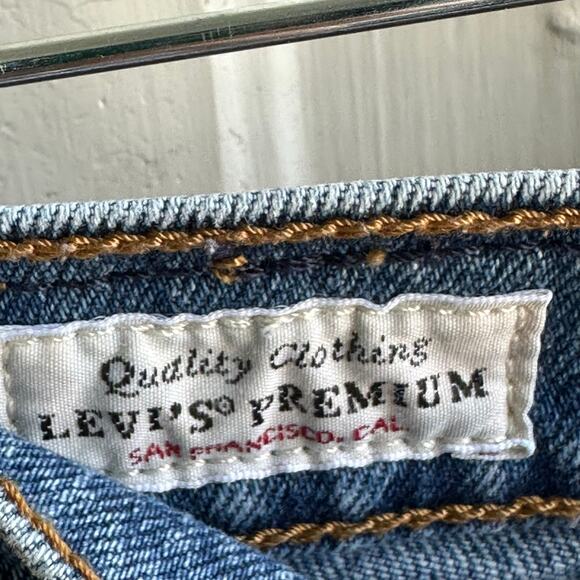 Quality Clothing
LEVI'S® PREMIUM
SAN FRANCISCO, CAL.